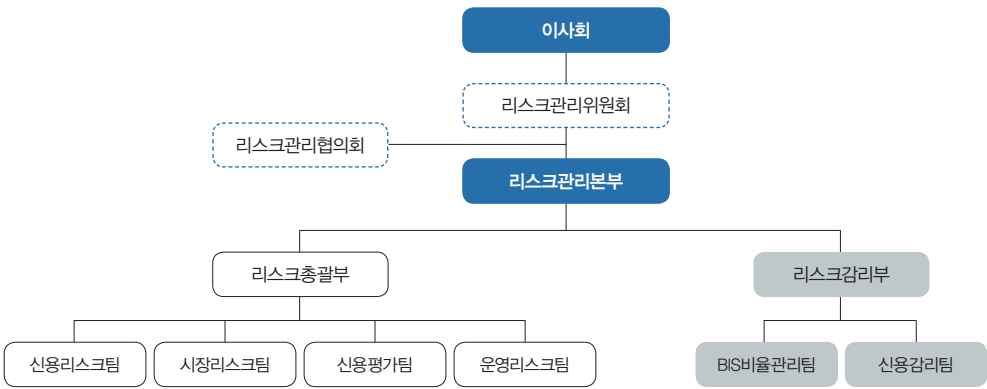 이사회
리스크관리위원회
리스크관리협의회
리스크관리본부
리스크총괄부
리스크감리부
신용리스크팀
시장리스크팀
신용평가팀
운영리스크팀
BIS비율관리팀
신용감리팀